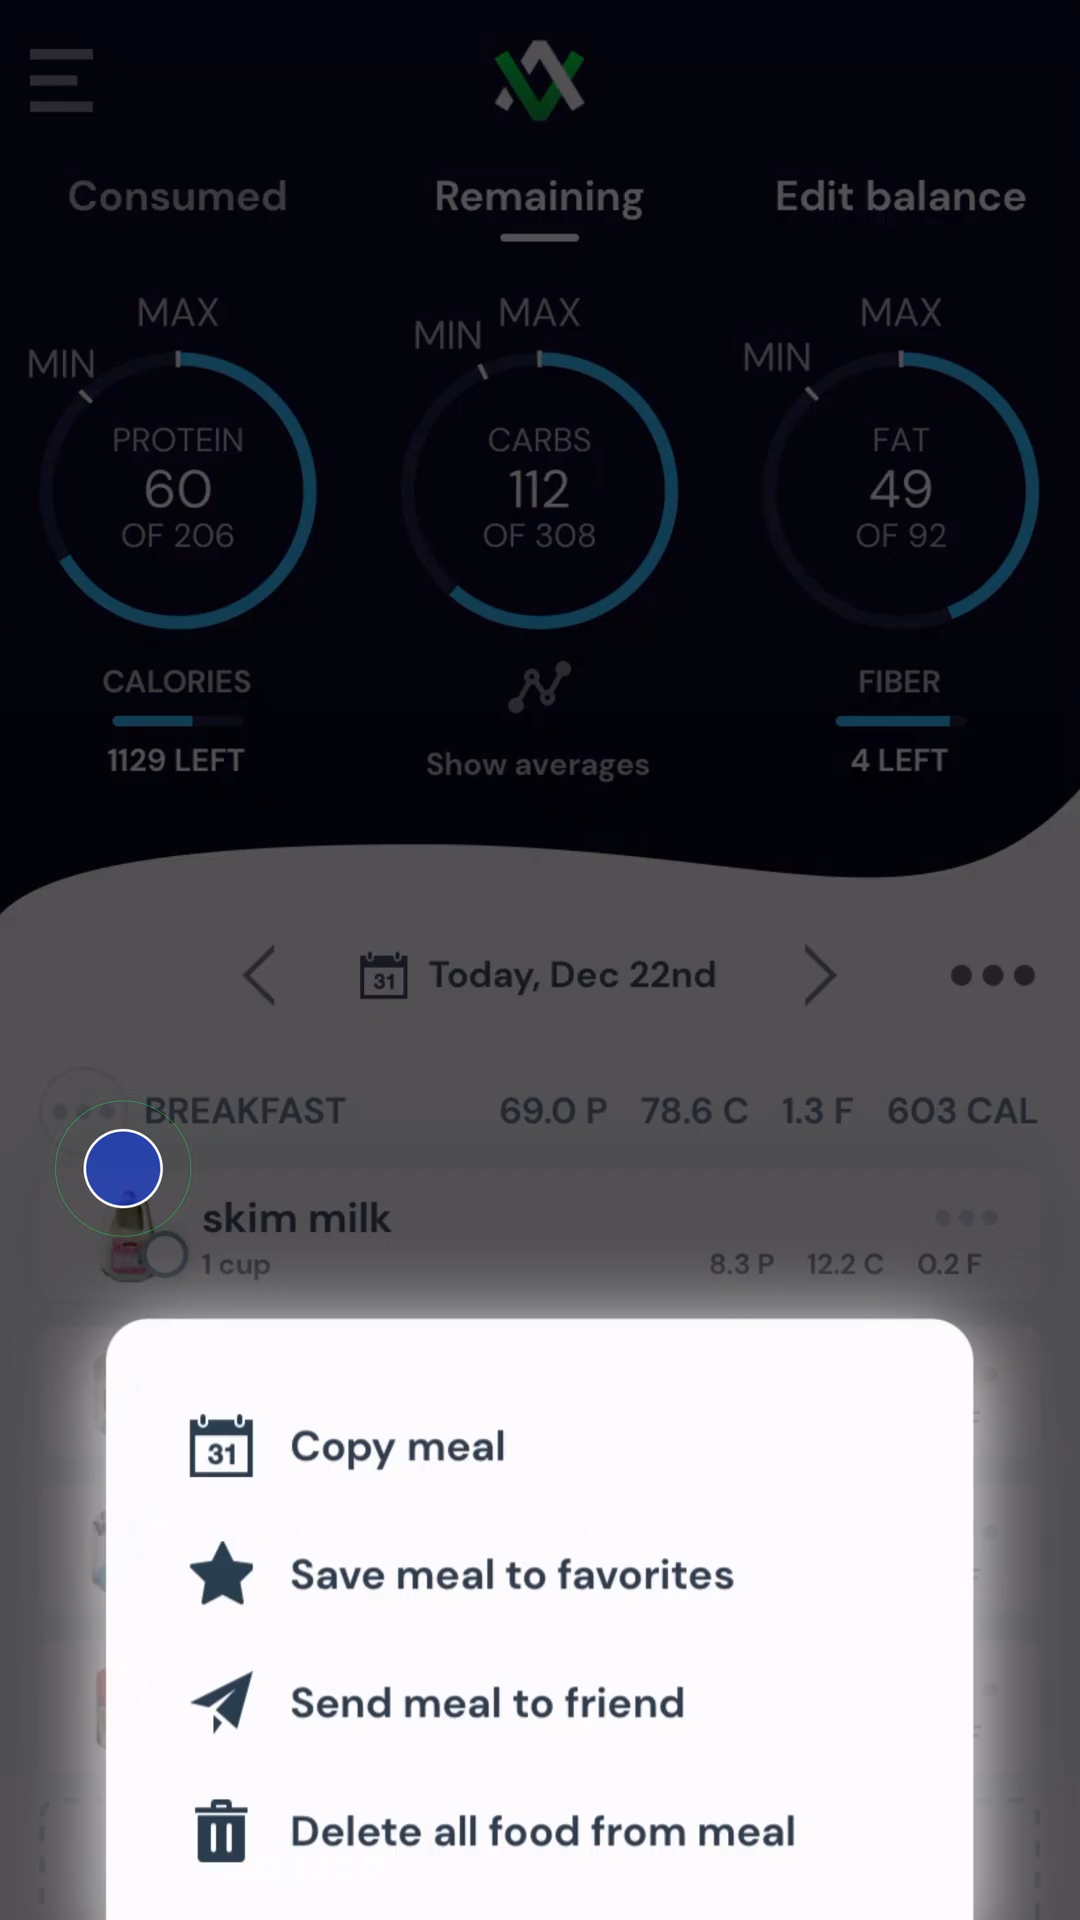 Consumed Remaining Edit balance
MAX MAX MAX
MIN MIN MIN
PROTEIN CARBS FAT
60 112 49
OF 206 OF 308 OF 92
CALORIES FIBER
1129 LEFT Show averages 4 LEFT
31 Today, Dec 22nd
BREAKFAST 69.0 P 78.6 C 1.3 F 603 CAL
skim milk
1 cup 8.3 P 12.2 C 0.2 F
31 Copy meal
Save meal to favorites
Send meal to friend
Delete all food from meal